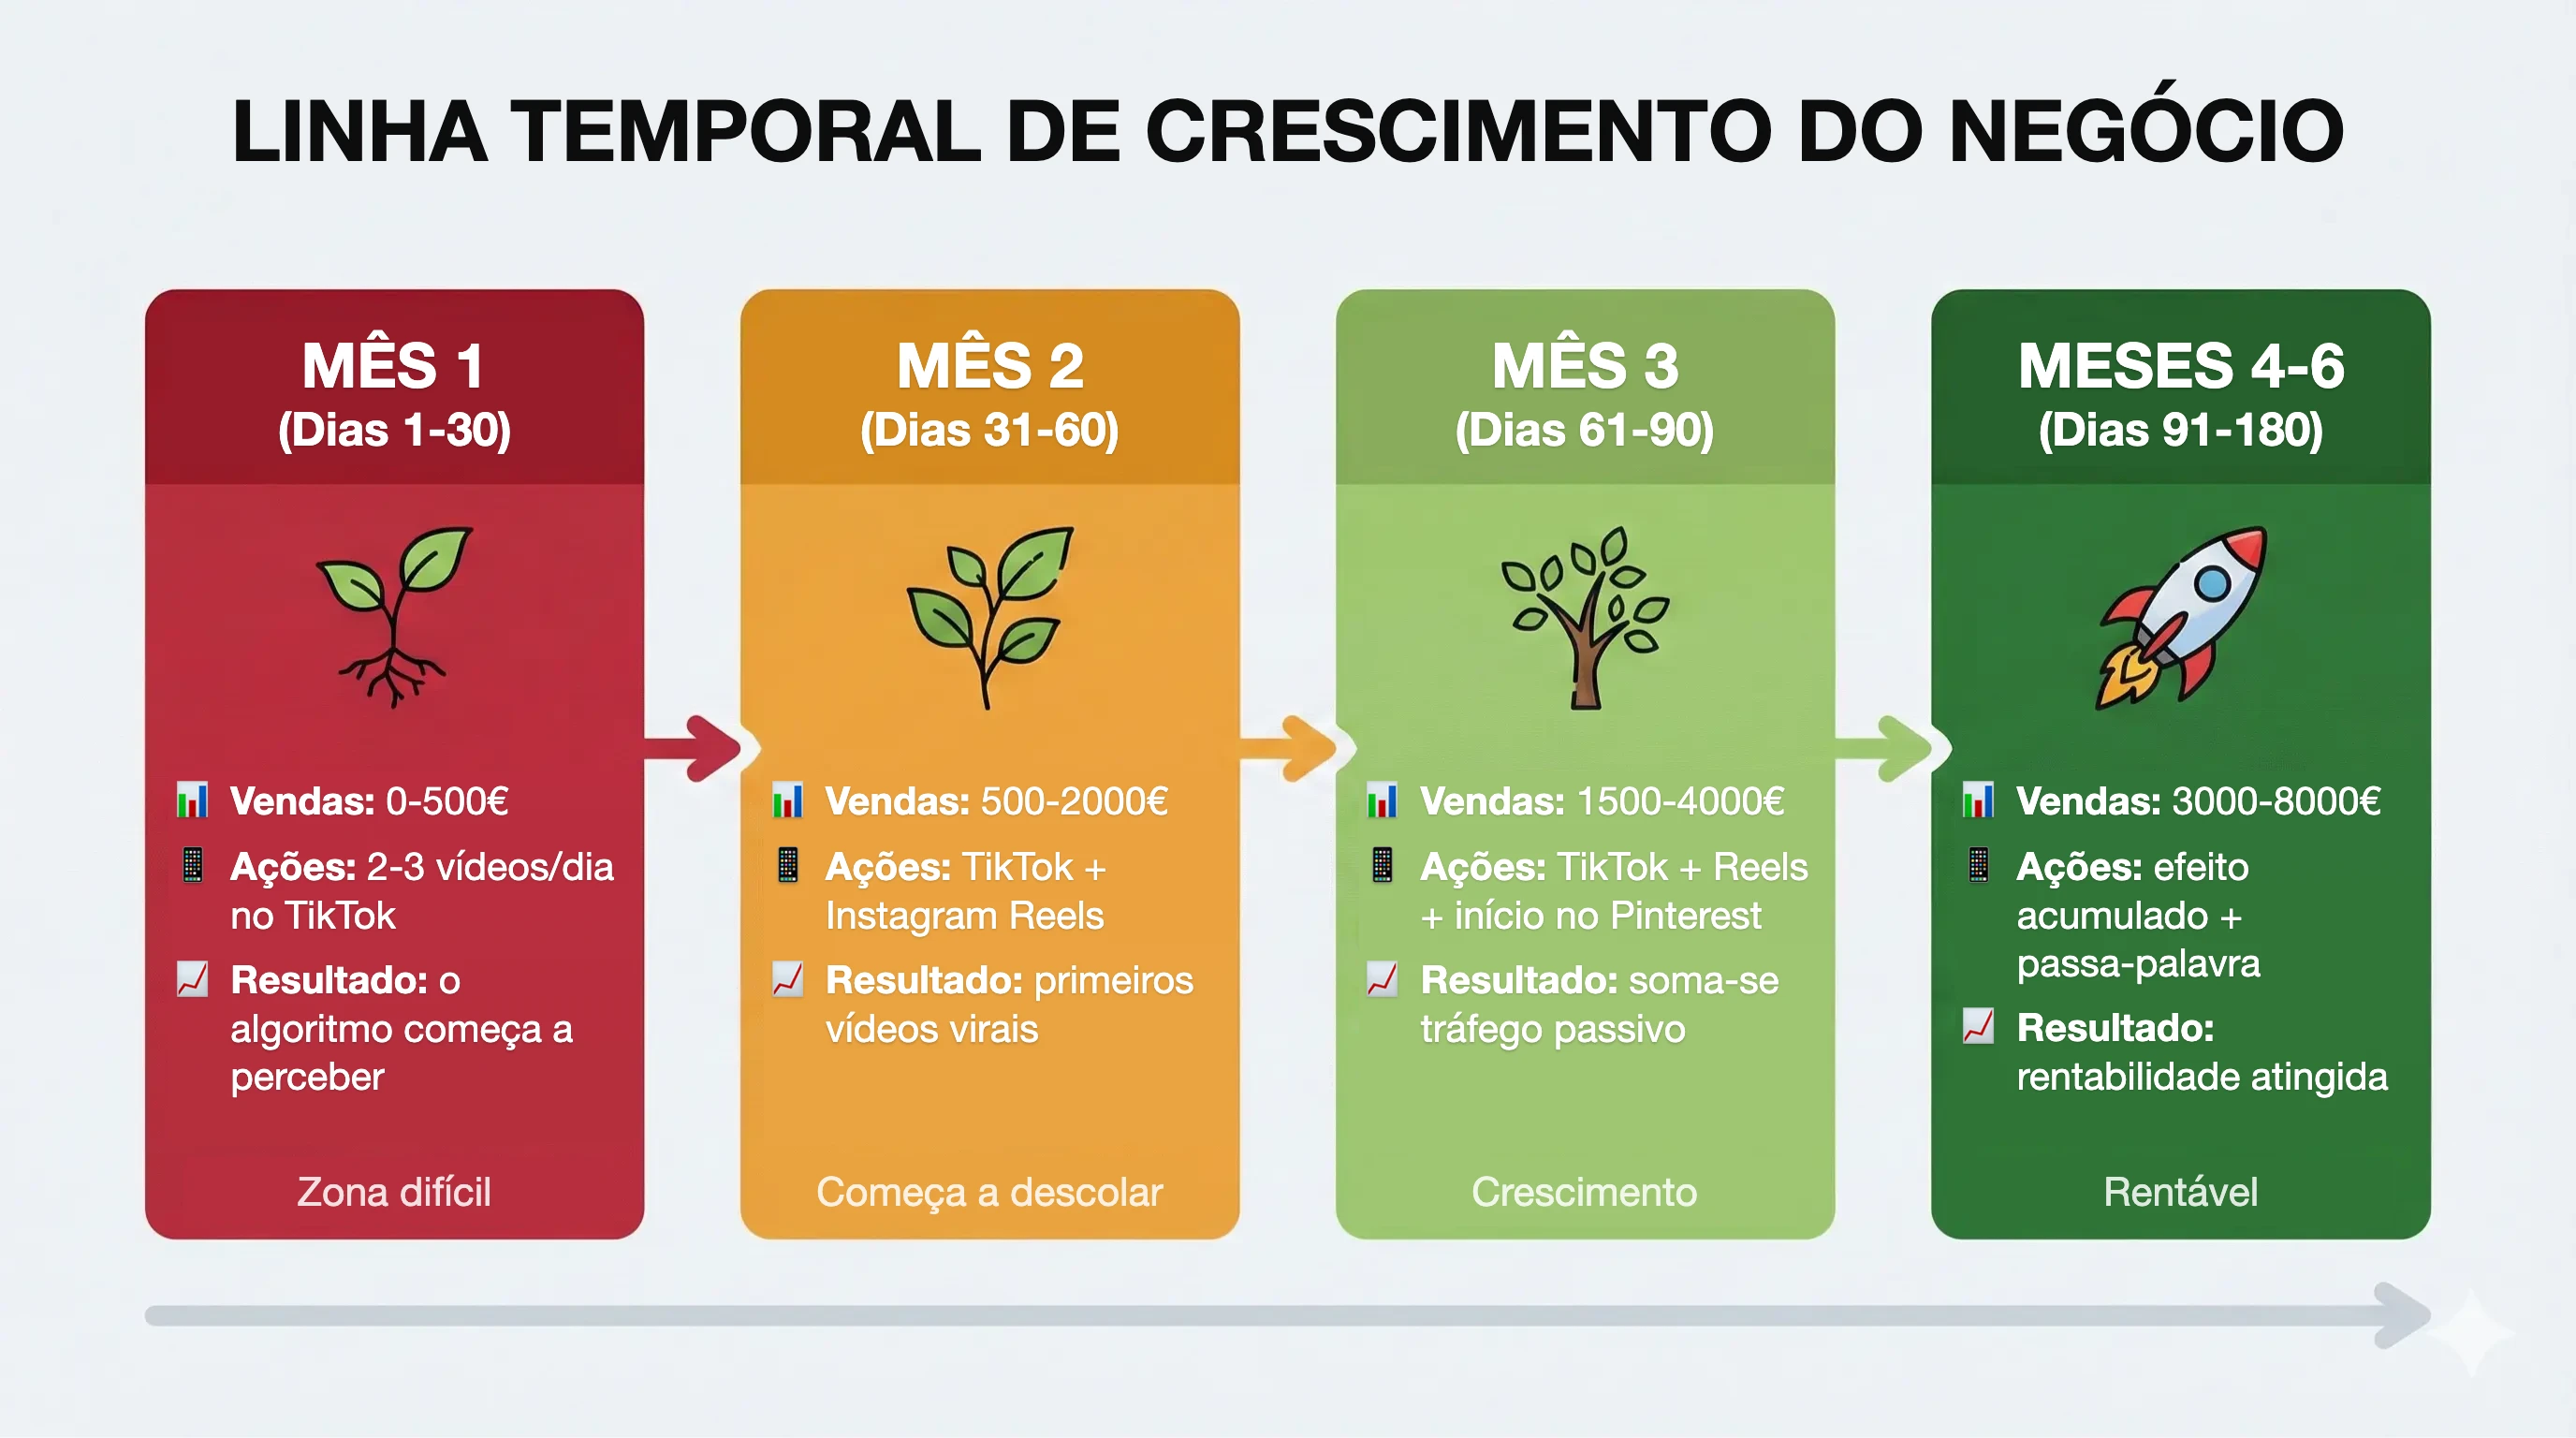 LINHA TEMPORAL DE CRESCIMENTO DO NEGÓCIO
MÊS 1
(Dias 1-30)
Vendas: 0-500€
Ações: 2-3 vídeos/dia
no TikTok
Resultado: o
algoritmo começa a
perceber
Zona difícil
MÊS 2
(Dias 31-60)
Vendas: 500-2000€
Ações: TikTok +
Instagram Reels
Resultado: primeiros
vídeos virais
Começa a descolar
MÊS 3
(Dias 61-90)
Vendas: 1500-4000€
Ações: TikTok + Reels
+ início no Pinterest
Resultado: soma-se
tráfego passivo
Crescimento
MESES 4-6
(Dias 91-180)
Vendas: 3000-8000€
Ações: efeito
acumulado +
passa-palavra
Resultado:
rentabilidade atingida
Rentável